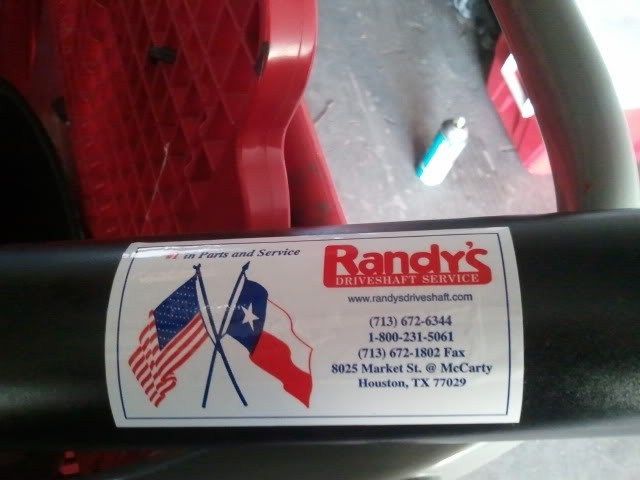 #1 in Parts and Service
Randy's
DRIVESHAFT SERVICE
www.randysdriveshaft.com
(713) 672-6344
1-800-231-5061
(713) 672-1802 Fax
8025 Market St. @ McCarty
Houston, TX 77029